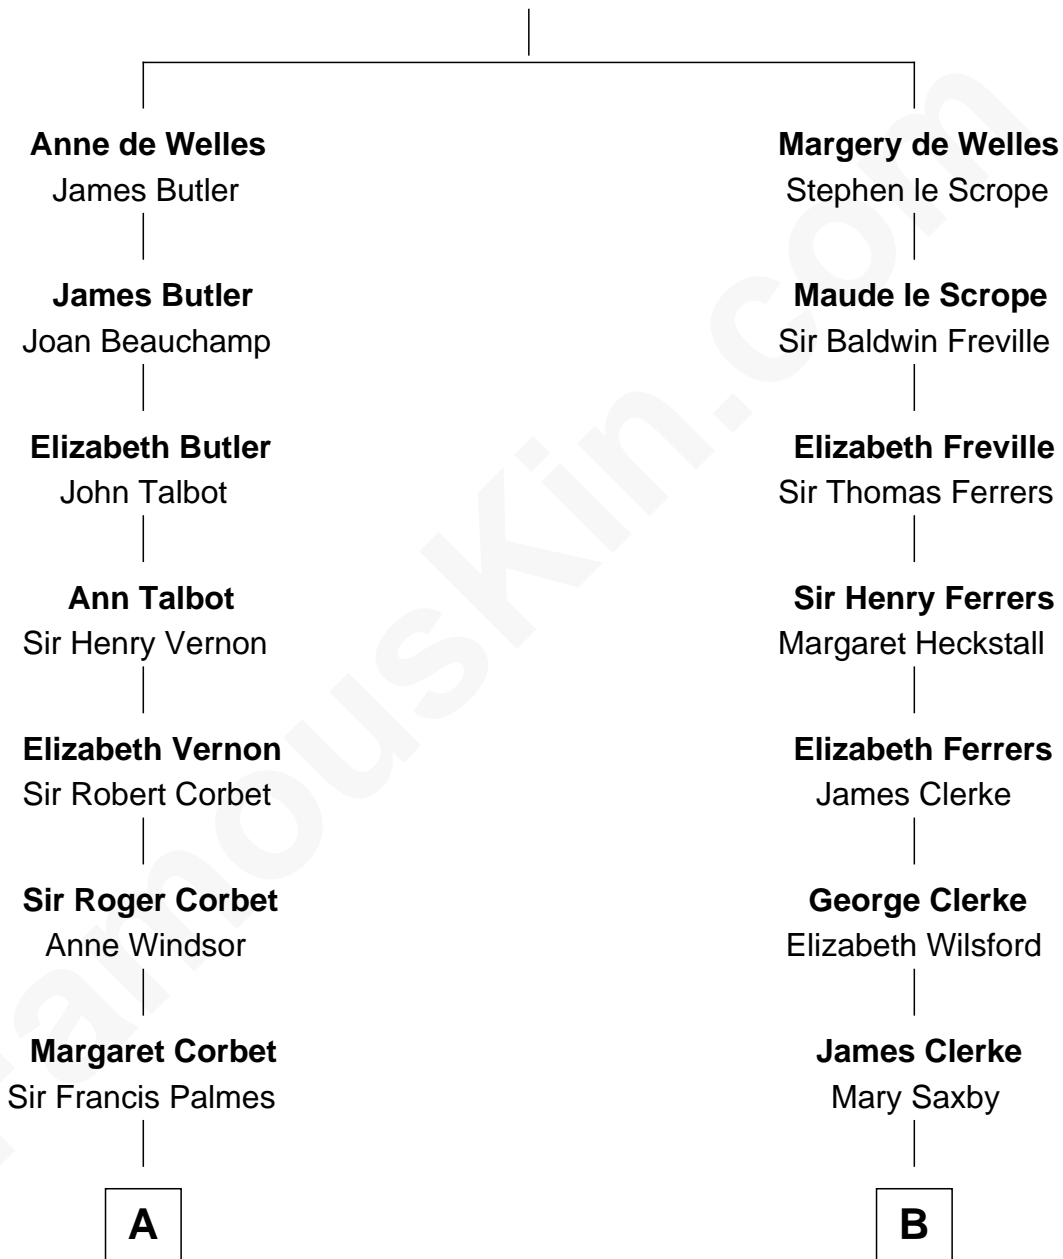 Anne de Welles
James Butler
James Butler
Joan Beauchamp
Elizabeth Butler
John Talbot
Ann Talbot
Sir Henry Vernon
Elizabeth Vernon
Sir Robert Corbet
Sir Roger Corbet
Anne Windsor
Margaret Corbet
Sir Francis Palmes
A
Margery de Welles
Stephen le Scrope
Maude le Scrope
Sir Baldwin Freville
Elizabeth Freville
Sir Thomas Ferrers
Sir Henry Ferrers
Margaret Heckstall
Elizabeth Ferrers
James Clerke
George Clerke
Elizabeth Wilsford
James Clerke
Mary Saxby
B
FamousKin.com